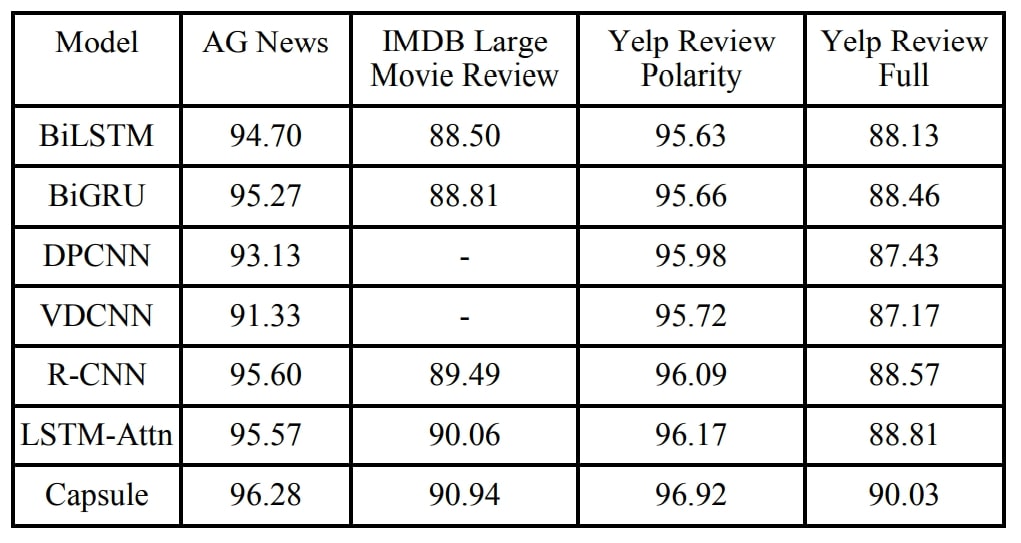 Model AG News IMDB Large Movie Review Yelp Review Polarity Yelp Review Full
BiLSTM 94.70 88.50 95.63 88.13
BiGRU 95.27 88.81 95.66 88.46
DPCNN 93.13 - 95.98 87.43
VDCNN 91.33 - 95.72 87.17
R-CNN 95.60 89.49 96.09 88.57
LSTM-Attn 95.57 90.06 96.17 88.81
Capsule 96.28 90.94 96.92 90.03